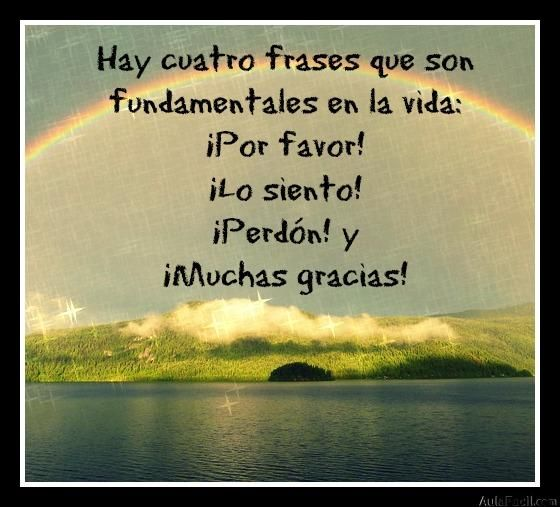 Hay cuatro frases que son
fundamentales en la vida:
¡Por favor!
¡Lo siento!
¡Perdón! y
¡Muchas gracias!
AulaFacil.com